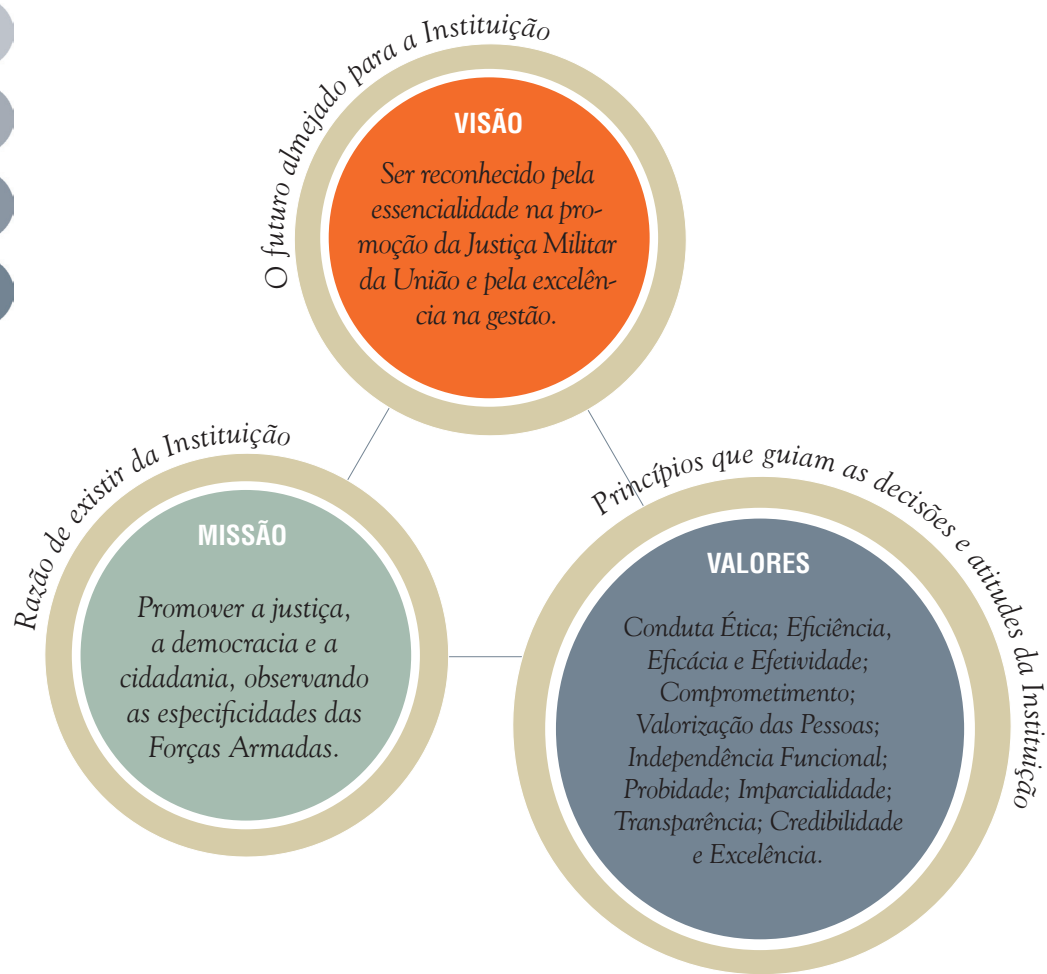 O futuro almejado para a Instituição
VISÃO
Ser reconhecido pela
essencialidade na pro-
moção da Justiça Militar
da União e pela excelên-
cia na gestão.
Razão de existir da Instituição
MISSÃO
Promover a justiça,
a democracia e a
cidadania, observando
as especificidades das
Forças Armadas.
Princípios que guiam as decisões e atitudes da Instituição
VALORES
Conduta Ética; Eficiência,
Eficácia e Efetividade;
Comprometimento;
Valorização das Pessoas;
Independência Funcional;
Probidade; Imparcialidade;
Transparência; Credibilidade
e Excelência.